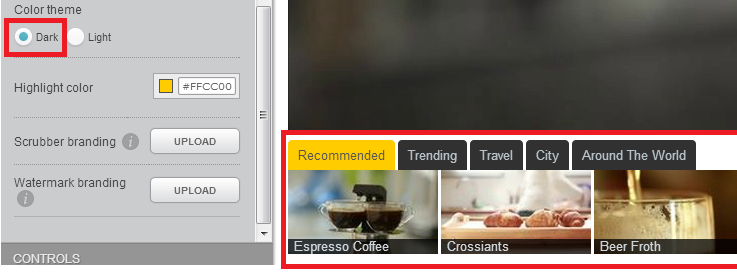 Color theme
Dark Light
Highlight color #FFCC00
Scrubber branding i UPLOAD
Watermark branding i UPLOAD
CONTROLS
Recommended Trending Travel City Around The World
Espresso Coffee Crossiants Beer Froth